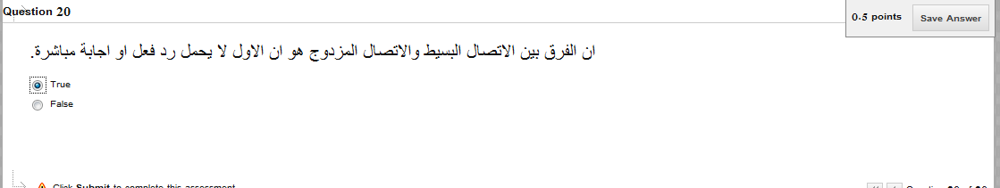 Question 20
0.5 points
Save Answer
ان الفرق بين الاتصال البسيط والاتصال المزدوج هو ان الاول لا يحمل رد فعل او اجابة مباشرة.
True
False
Click Submit to complete this assessment